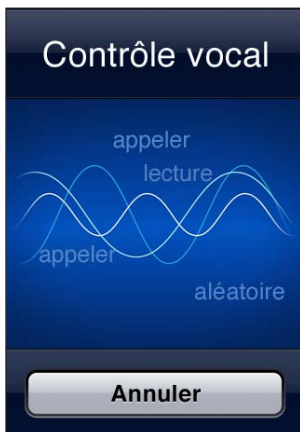 Contrôle vocal
appeler
lecture
appeler
aléatoire
Annuler